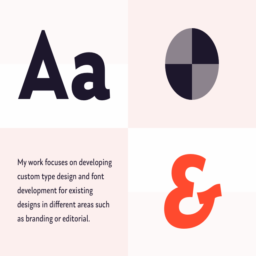 Aa
My work focuses on developing
custom type design and font
development for existing
designs in different areas such
as branding or editorial.
&